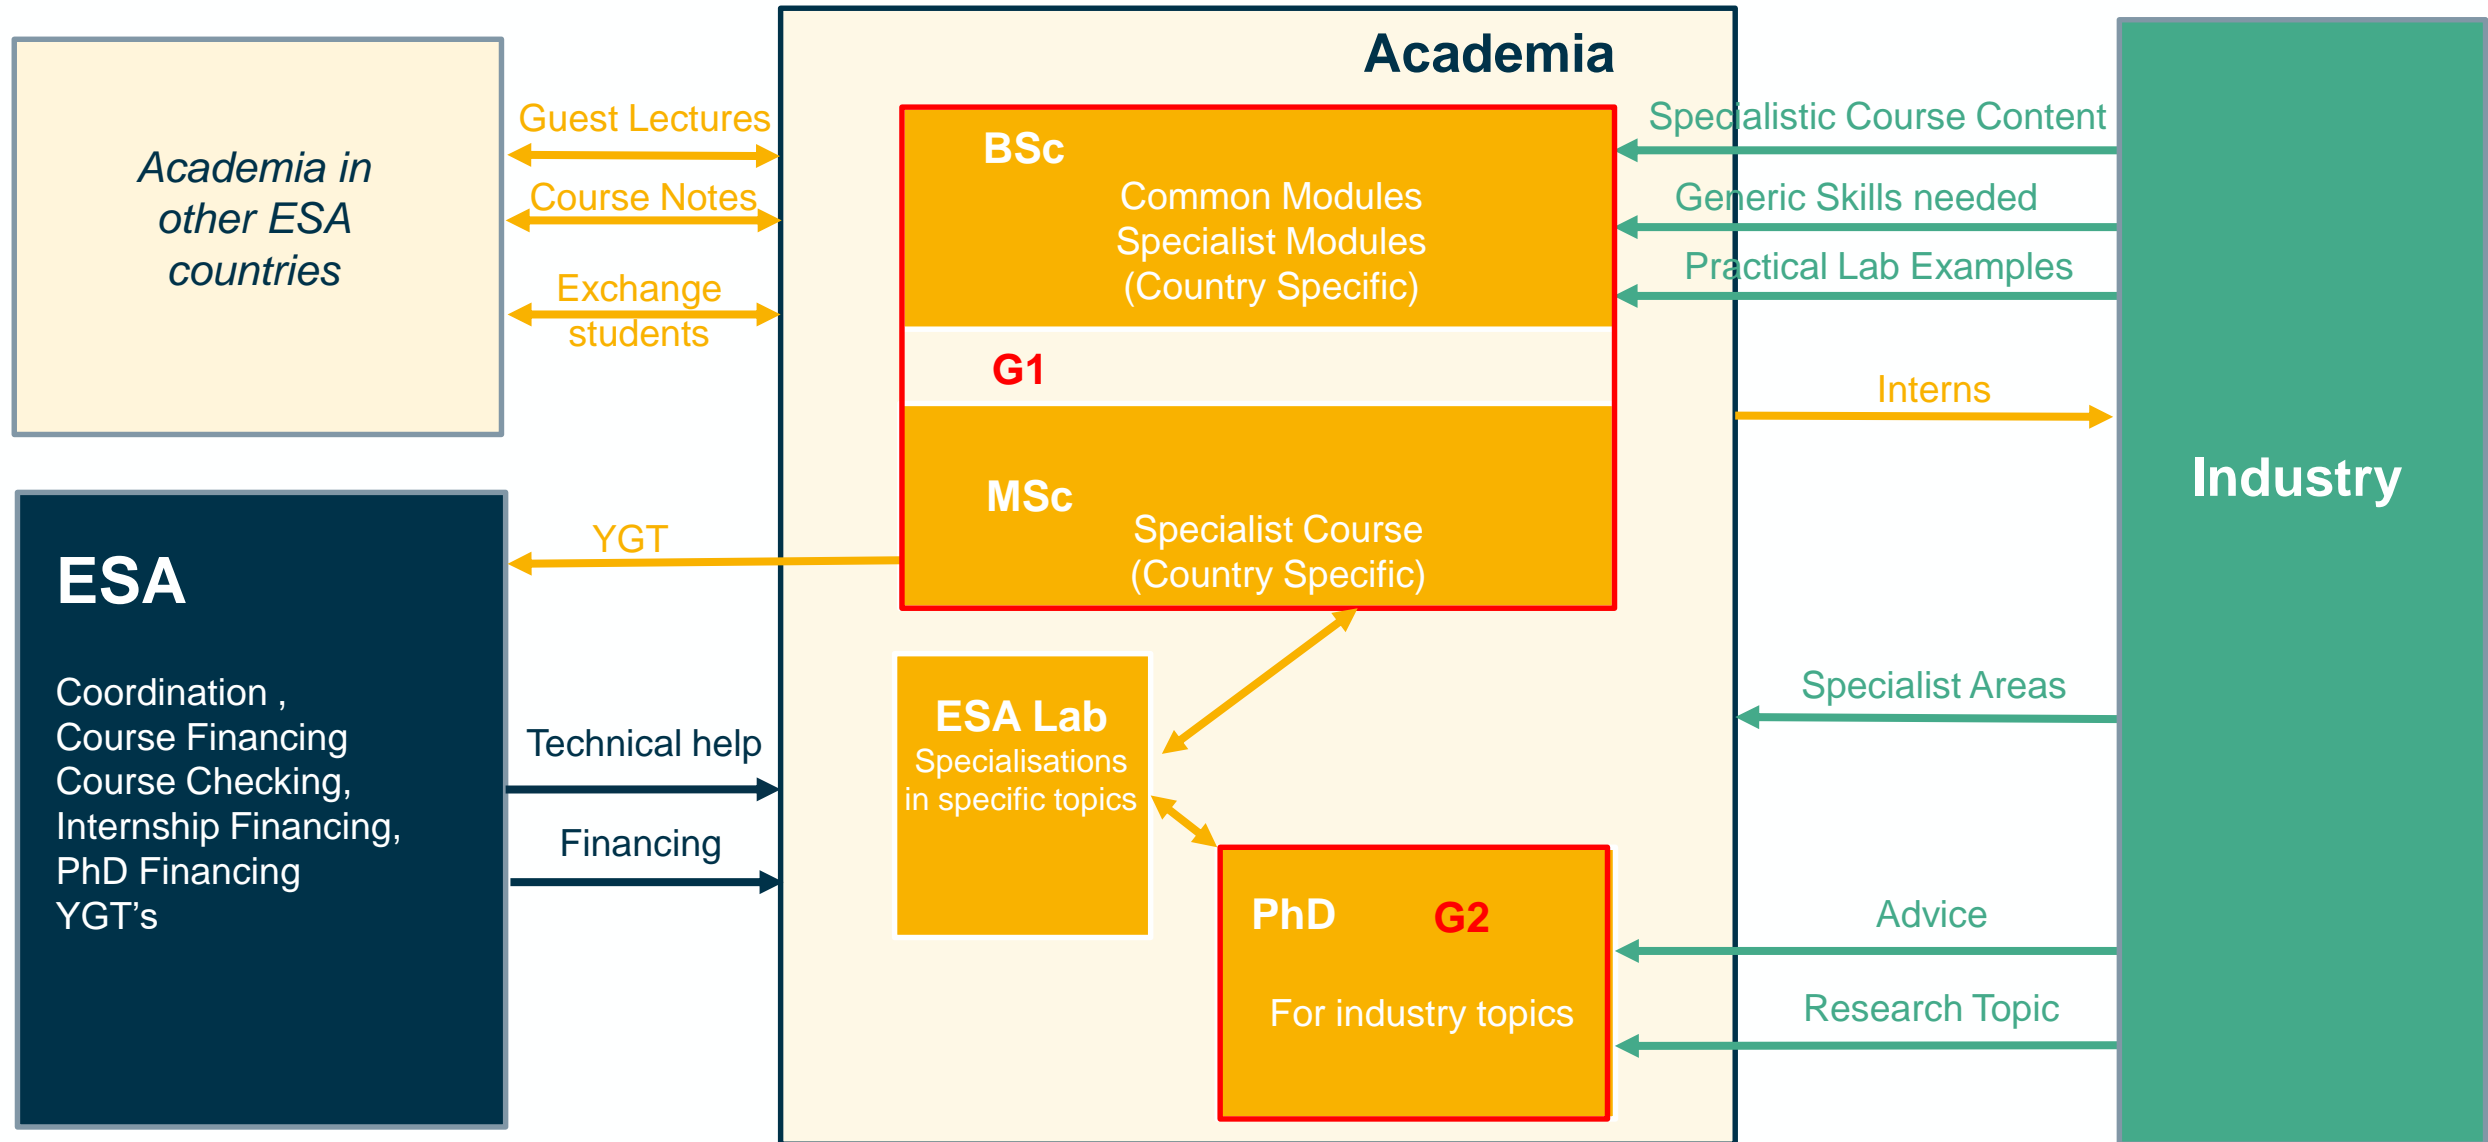 Academia in
other ESA
countries
Guest Lectures
Course Notes
Exchange
students
ESA
Coordination ,
Course Financing
Course Checking,
Internship Financing,
PhD Financing
YGT’s
YGT
Technical help
Financing
Academia
BSc
Common Modules
Specialist Modules
(Country Specific)
G1
MSc
Specialist Course
(Country Specific)
ESA Lab
Specialisations
in specific topics
PhD
G2
For industry topics
Specialistic Course Content
Generic Skills needed
Practical Lab Examples
Interns
Specialist Areas
Advice
Research Topic
Industry